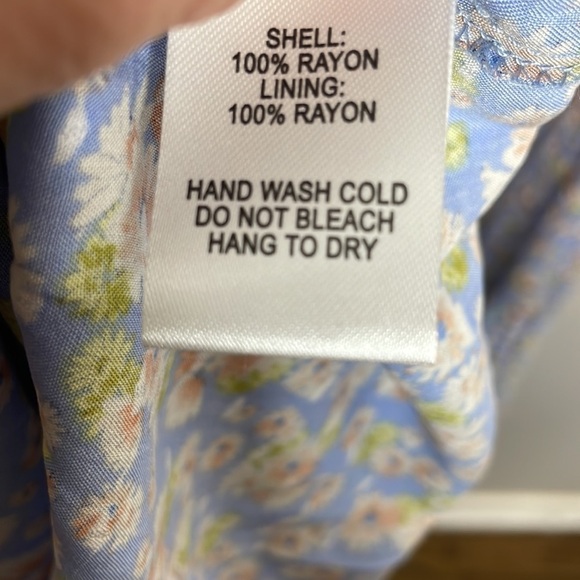 SHELL:
100% RAYON
LINING:
100% RAYON
HAND WASH COLD
DO NOT BLEACH
HANG TO DRY